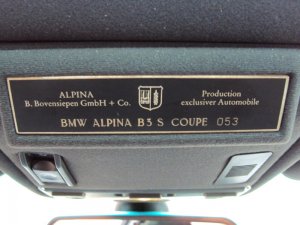 ALPINA
B. Bovensiepen GmbH + Co.
Production
exclusiver Automobile
BMW ALPINA B3 S COUPE 053